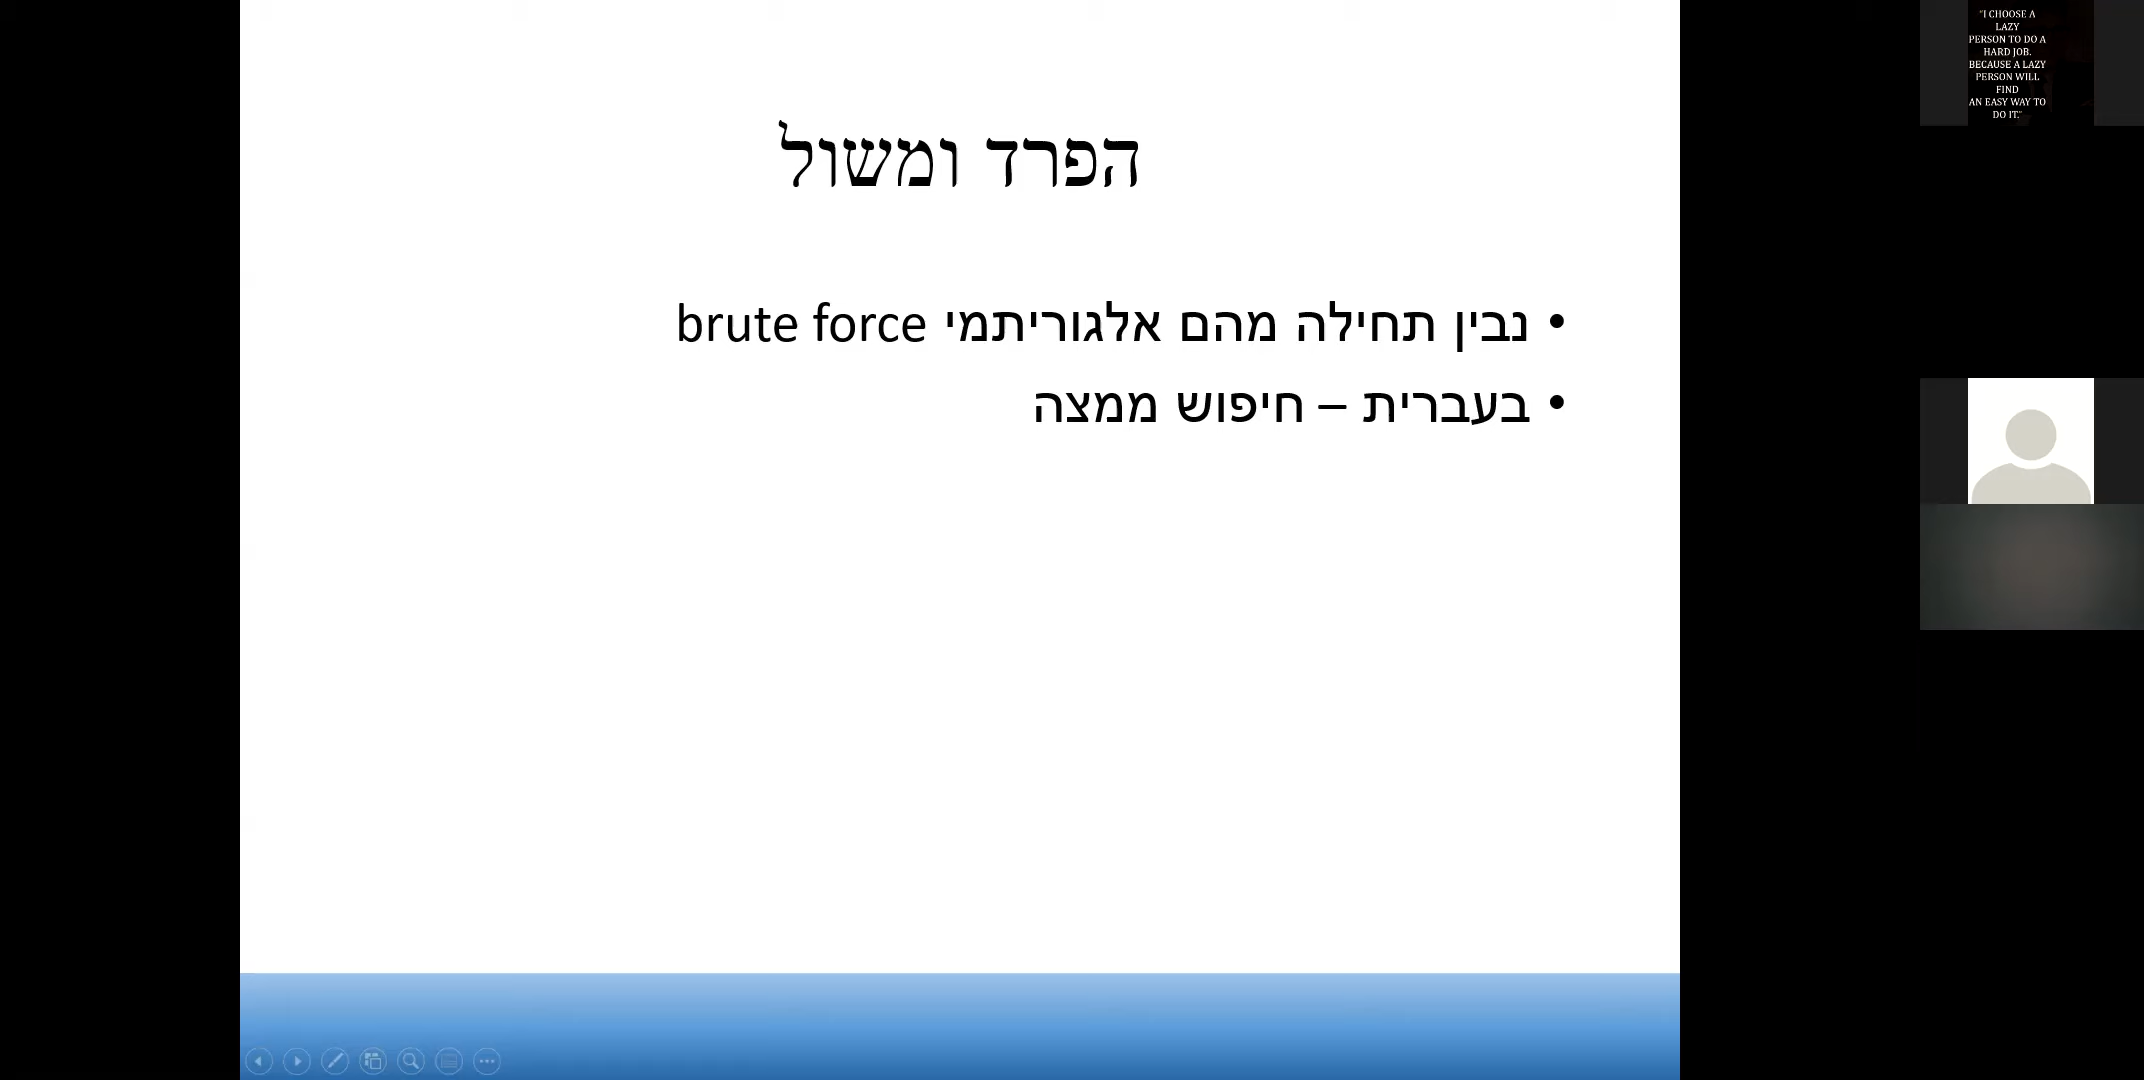 הפרד ומשול
• נבין תחילה מהם אלגוריתמי brute force
• בעברית – חיפוש ממצה
"I CHOOSE A
LAZY
PERSON TO DO A
HARD JOB.
BECAUSE A LAZY
PERSON WILL
FIND
AN EASY WAY TO
DO IT."